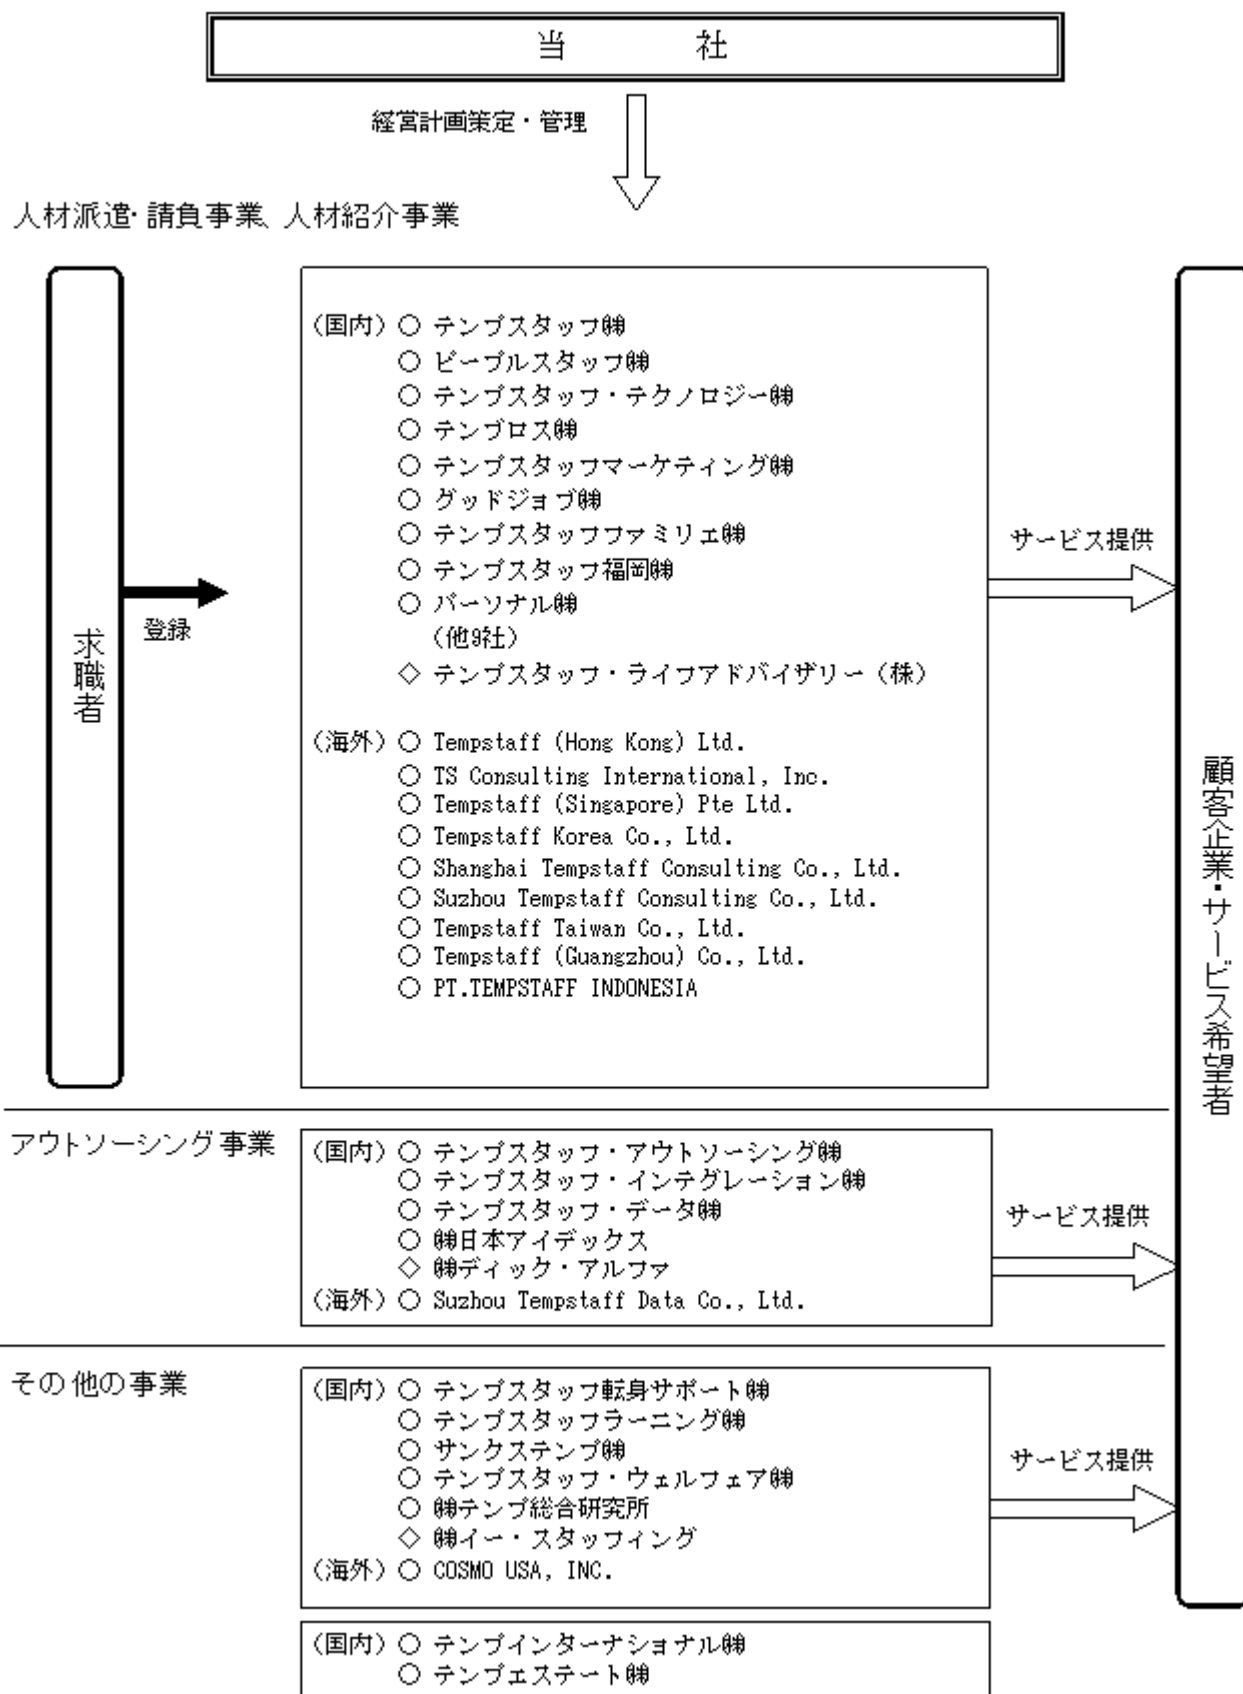 当 社
経営計画策定・管理
人材派遣・請負事業、人材紹介事業
求職者
登録
(国内) ○ テンプスタッフ㈱
○ ピープルスタッフ㈱
○ テンプスタッフ・テクノロジー㈱
○ テンプロス㈱
○ テンプスタッフマーケティング㈱
○ グッドジョブ㈱
○ テンプスタッフファミリエ㈱
○ テンプスタッフ福岡㈱
○ パーソナル㈱
(他9社)
◇ テンプスタッフ・ライフアドバイザリー(株)
(海外) ○ Tempstaff (Hong Kong) Ltd.
○ TS Consulting International, Inc.
○ Tempstaff (Singapore) Pte Ltd.
○ Tempstaff Korea Co., Ltd.
○ Shanghai Tempstaff Consulting Co., Ltd.
○ Suzhou Tempstaff Consulting Co., Ltd.
○ Tempstaff Taiwan Co., Ltd.
○ Tempstaff (Guangzhou) Co., Ltd.
○ PT.TEMPSTAFF INDONESIA
サービス提供
顧客企業・サービス希望者
アウトソーシング事業
(国内) ○ テンプスタッフ・アウトソーシング㈱
○ テンプスタッフ・インテグレーション㈱
○ テンプスタッフ・データ㈱
○ ㈱日本アイデックス
◇ ㈱ディック・アルファ
(海外) ○ Suzhou Tempstaff Data Co., Ltd.
サービス提供
その他の事業
(国内) ○ テンプスタッフ転身サポート㈱
○ テンプスタッフラーニング㈱
○ サンクステンプ㈱
○ テンプスタッフ・ウェルフェア㈱
○ ㈱テンプ総合研究所
◇ ㈱イー・スタッフィング
(海外) ○ COSMO USA, INC.
サービス提供
(国内) ○ テンプインターナショナル㈱
○ テンプエステート㈱